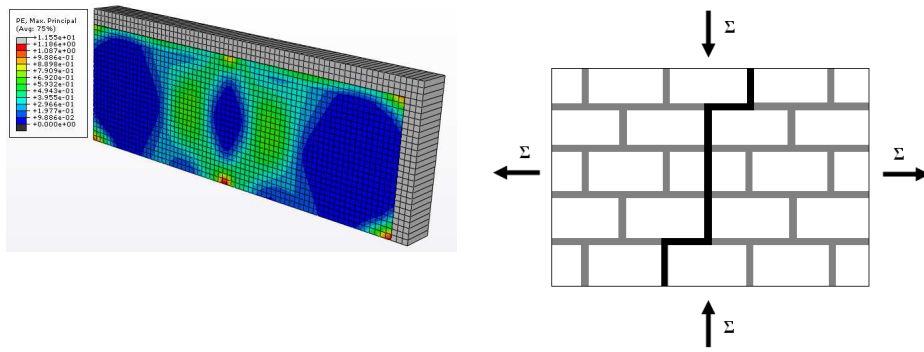 PE, Max. Principal
(Avg: 75%)
+1.155e+01
+1.186e+00
+1.087e+00
+9.886e-01
+8.898e-01
+7.909e-01
+6.920e-01
+5.932e-01
+4.943e-01
+3.955e-01
+2.966e-01
+1.977e-01
+9.886e-02
+0.000e+00
Σ
Σ
Σ
Σ